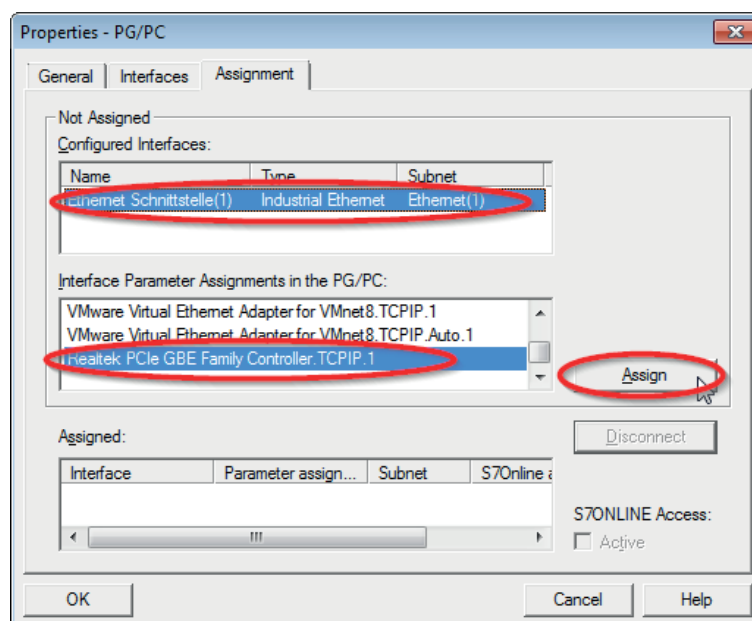 Properties - PG/PC
General Interfaces Assignment
Not Assigned
Configured Interfaces:
Name Type Subnet
Ethernet Schnittstelle(1) Industrial Ethernet Ethernet(1)
Interface Parameter Assignments in the PG/PC:
VMware Virtual Ethernet Adapter for VMnet8.TCPIP.1
VMware Virtual Ethernet Adapter for VMnet8.TCPIP.Auto.1
Realtek PCIe GBE Family Controller.TCPIP.1
Assign
Assigned:
Disconnect
Interface Parameter assign... Subnet S7Online a
S7ONLINE Access:
Active
OK Cancel Help